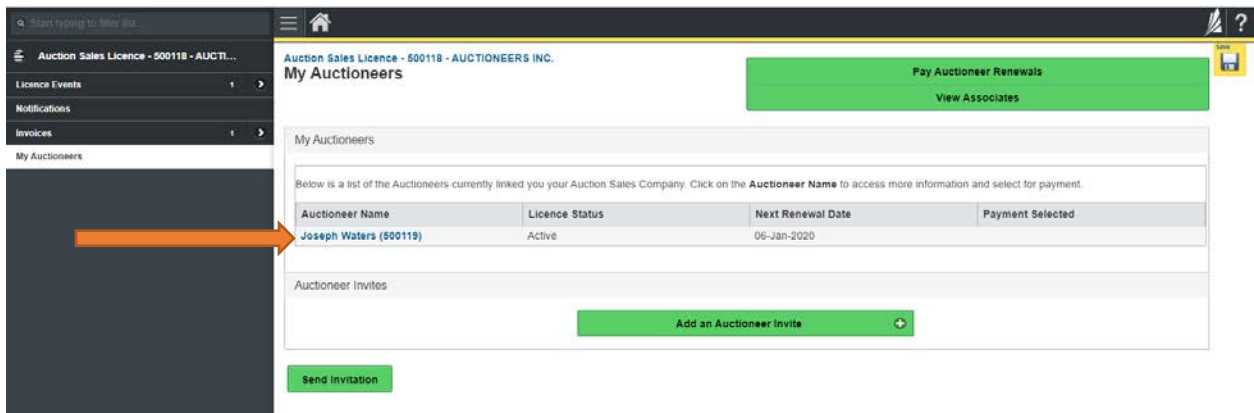 Start typing to filter list...
?
Save
Auction Sales Licence - 500118 - AUCTI...
Licence Events 1
Notifications
Invoices 1
My Auctioneers
Auction Sales Licence - 500118 - AUCTIONEERS INC.
My Auctioneers
Pay Auctioneer Renewals
View Associates
My Auctioneers
Below is a list of the Auctioneers currently linked you your Auction Sales Company. Click on the Auctioneer Name to access more information and select for payment.
Auctioneer Name Licence Status Next Renewal Date Payment Selected
Joseph Waters (500119) Active 06-Jan-2020
Auctioneer Invites
Add an Auctioneer Invite
Send Invitation